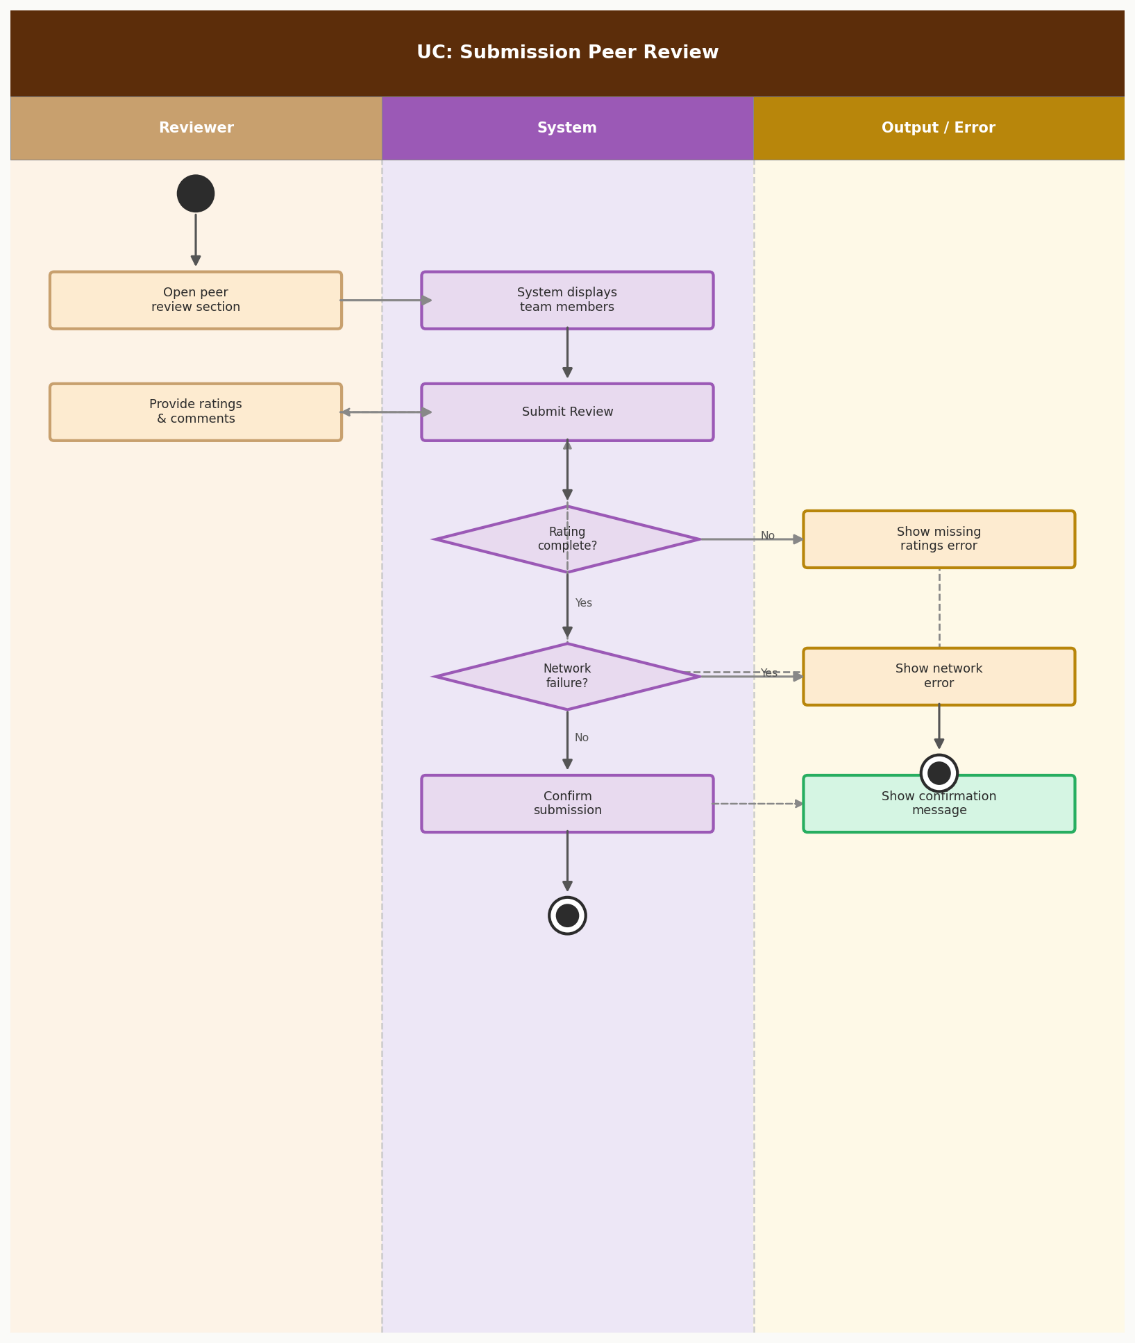 UC: Submission Peer Review
Reviewer
System
Output / Error
Open peer
review section
System displays
team members
Provide ratings
& comments
Submit Review
Rating
complete?
No
Show missing
ratings error
Yes
Network
failure?
Yes
Show network
error
No
Confirm
submission
Show confirmation
message